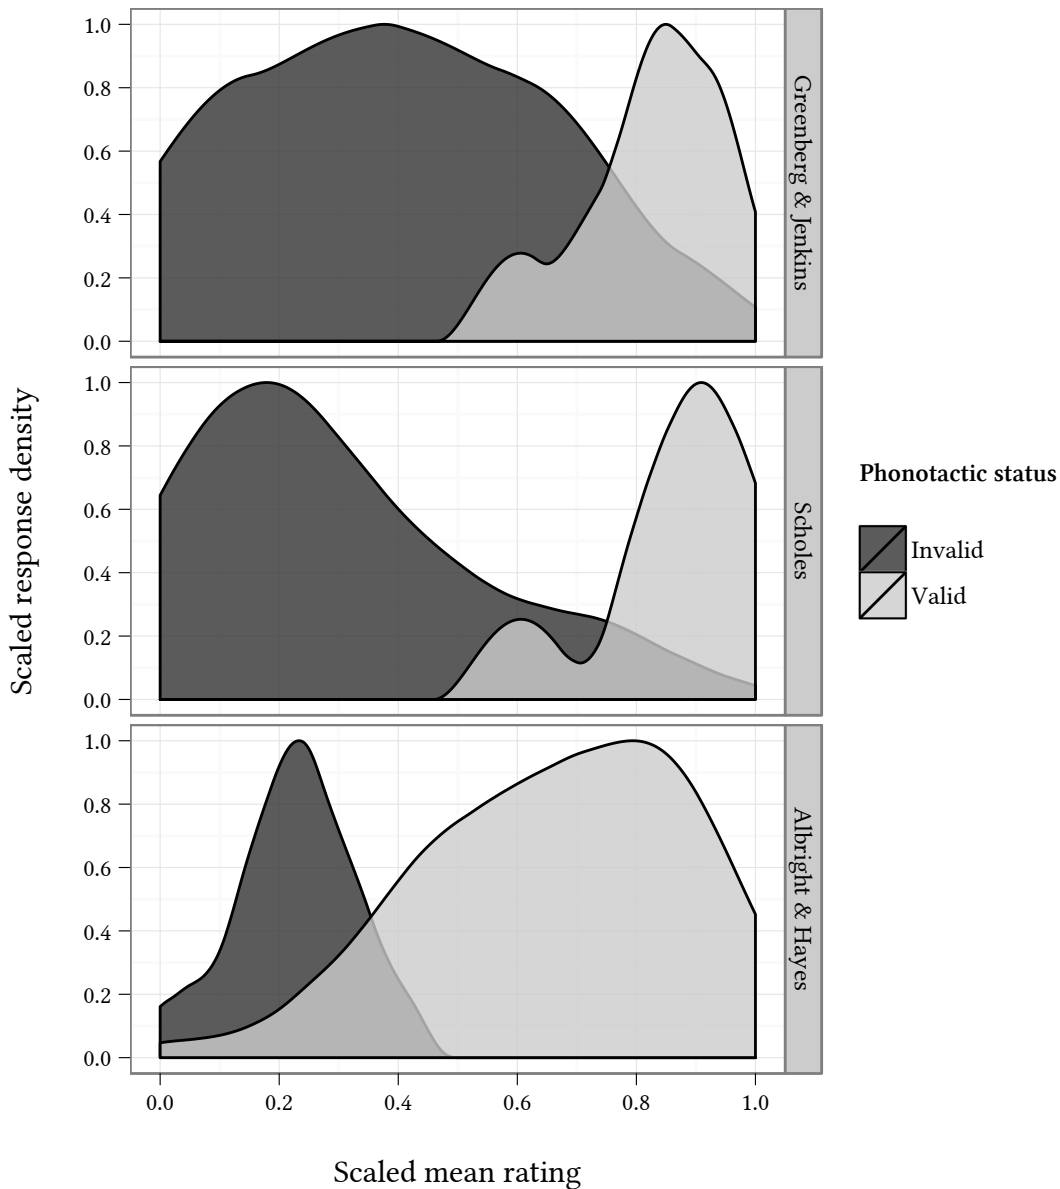 Scaled response density
1.0
0.8
0.6
0.4
0.2
0.0
Greenberg & Jenkins
1.0
0.8
0.6
0.4
0.2
0.0
Scholes
1.0
0.8
0.6
0.4
0.2
0.0
Albright & Hayes
0.0 0.2 0.4 0.6 0.8 1.0
Scaled mean rating
Phonotactic status
Invalid
Valid